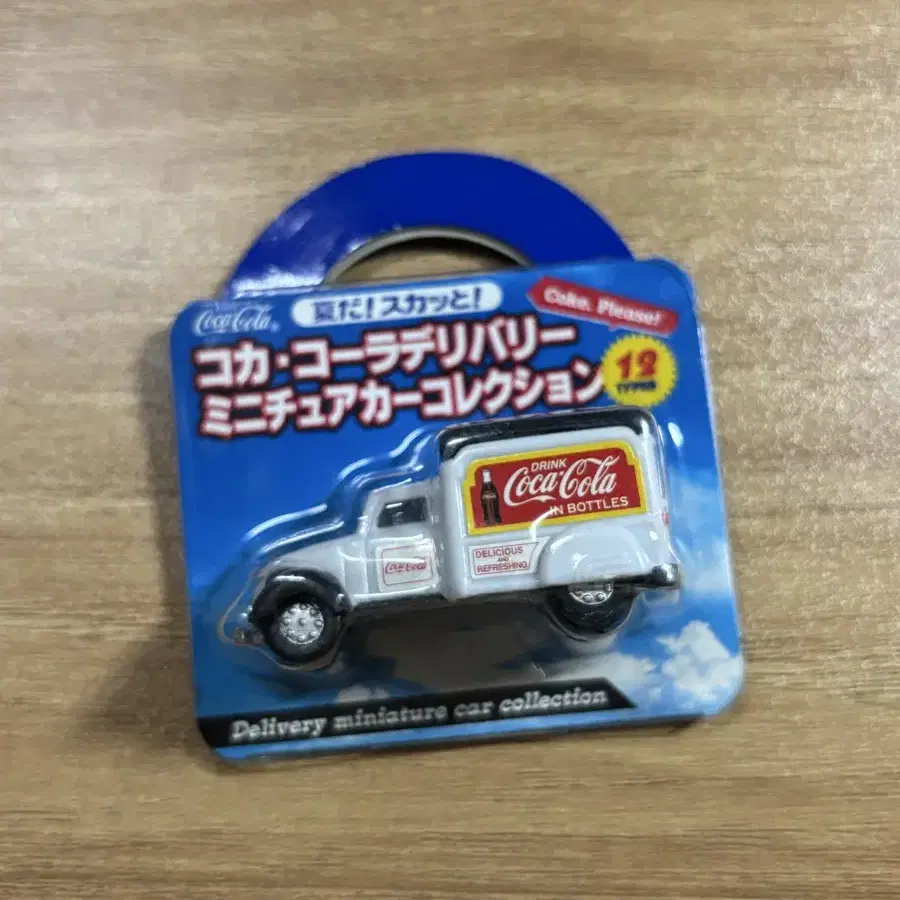 Coca-Cola
夏だ!スカッと!
Coke, Please!
コカ・コーラデリバリー
ミニチュアカーコレクション
12
TYPES
DRINK
Coca-Cola
IN BOTTLES
DELICIOUS
AND
REFRESHING
Coca-Cola
Delivery miniature car collection